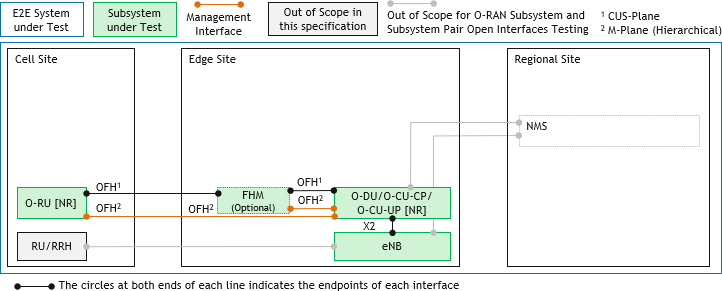 E2E System
under Test
Subsystem
under Test
Management
Interface
Out of Scope in
this specification
Out of Scope for O-RAN Subsystem and
Subsystem Pair Open Interfaces Testing
1 CUS-Plane
2 M-Plane (Hierarchical)
Cell Site
Edge Site
Regional Site
NMS
OFH1
OFH1
O-RU [NR]
FHM
(Optional)
O-DU/O-CU-CP/
O-CU-UP [NR]
OFH2
OFH2
OFH2
X2
RU/RRH
eNB
The circles at both ends of each line indicates the endpoints of each interface